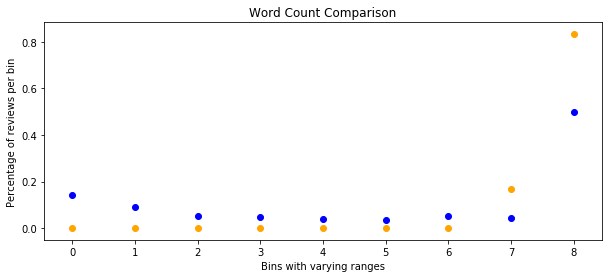 Word Count Comparison
Percentage of reviews per bin
0.8
0.6
0.4
0.2
0.0
0 1 2 3 4 5 6 7 8
Bins with varying ranges